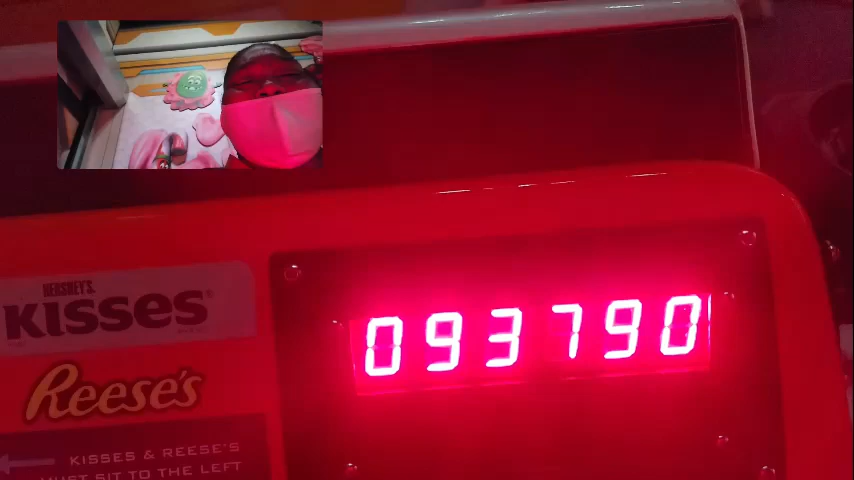 HERSHEY'S
KISSES
Reese's
KISSES & REESE'S
MUST SIT TO THE LEFT
093790